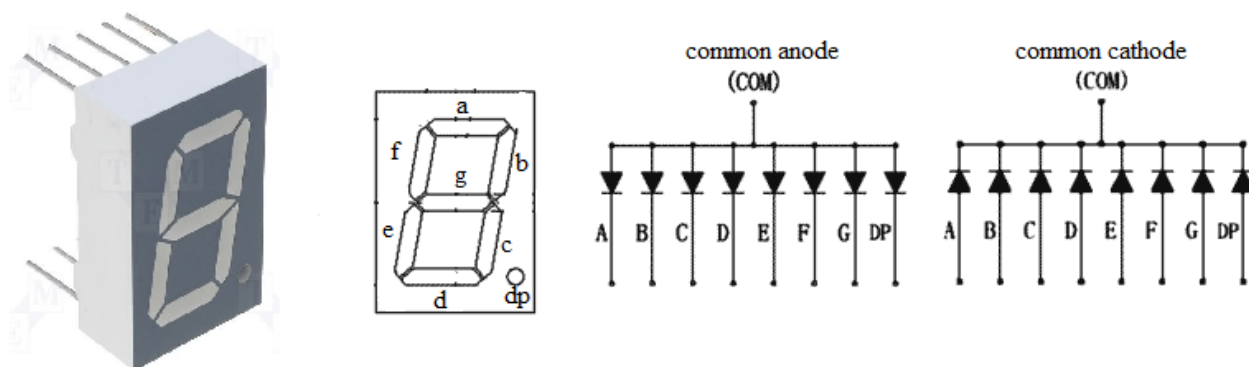 a
f
b
g
e
c
d
dp
common anode
(COM)
A B C D E F G DP
common cathode
(COM)
A B C D E F G DP